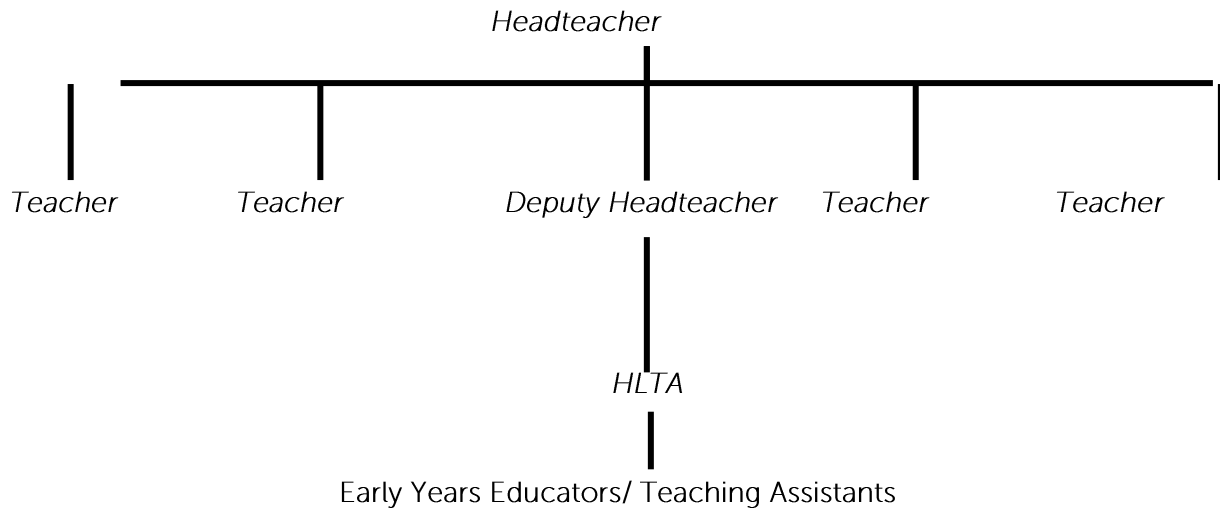 Headteacher
Teacher Teacher Deputy Headteacher Teacher Teacher
HLTA
Early Years Educators/ Teaching Assistants